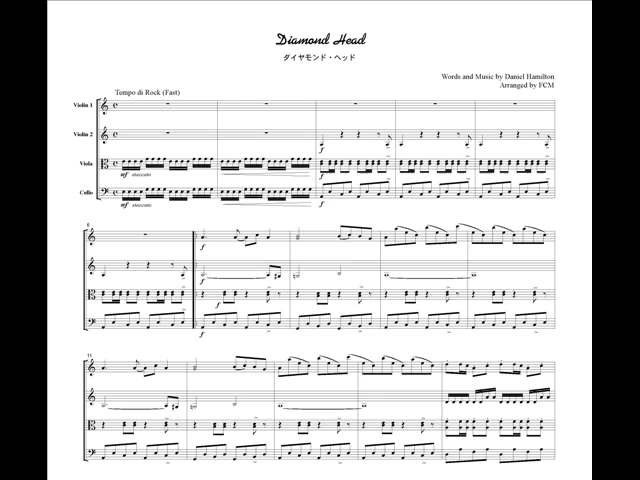 Diamond Head
ダイヤモンド・ヘッド
Words and Music by Daniel Hamilton
Arranged by FCM
Tempo di Rock (Fast)
Violin 1
Violin 2
f
Viola
mf staccato
f
Cello
mf staccato
f
6
f
f
f
f
11